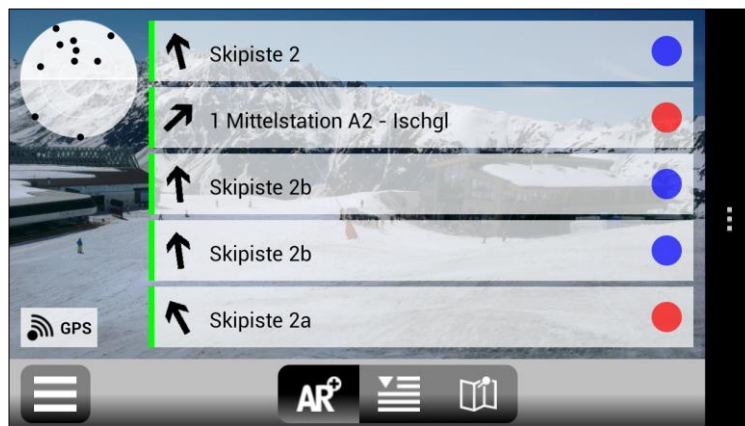 Skipiste 2
1 Mittelstation A2 - Ischgl
Skipiste 2b
Skipiste 2b
Skipiste 2a
GPS
AR+